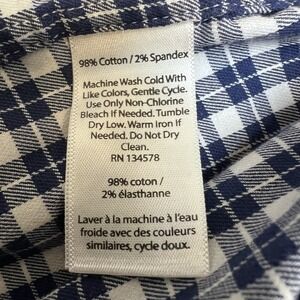 98% Cotton / 2% Spandex
Machine Wash Cold With
Like Colors, Gentle Cycle.
Use Only Non-Chlorine
Bleach If Needed. Tumble
Dry Low. Warm Iron If
Needed. Do Not Dry
Clean.
RN 134578
98% coton /
2% élasthanne
Laver à la machine à l'eau
froide avec des couleurs
similaires, cycle doux.